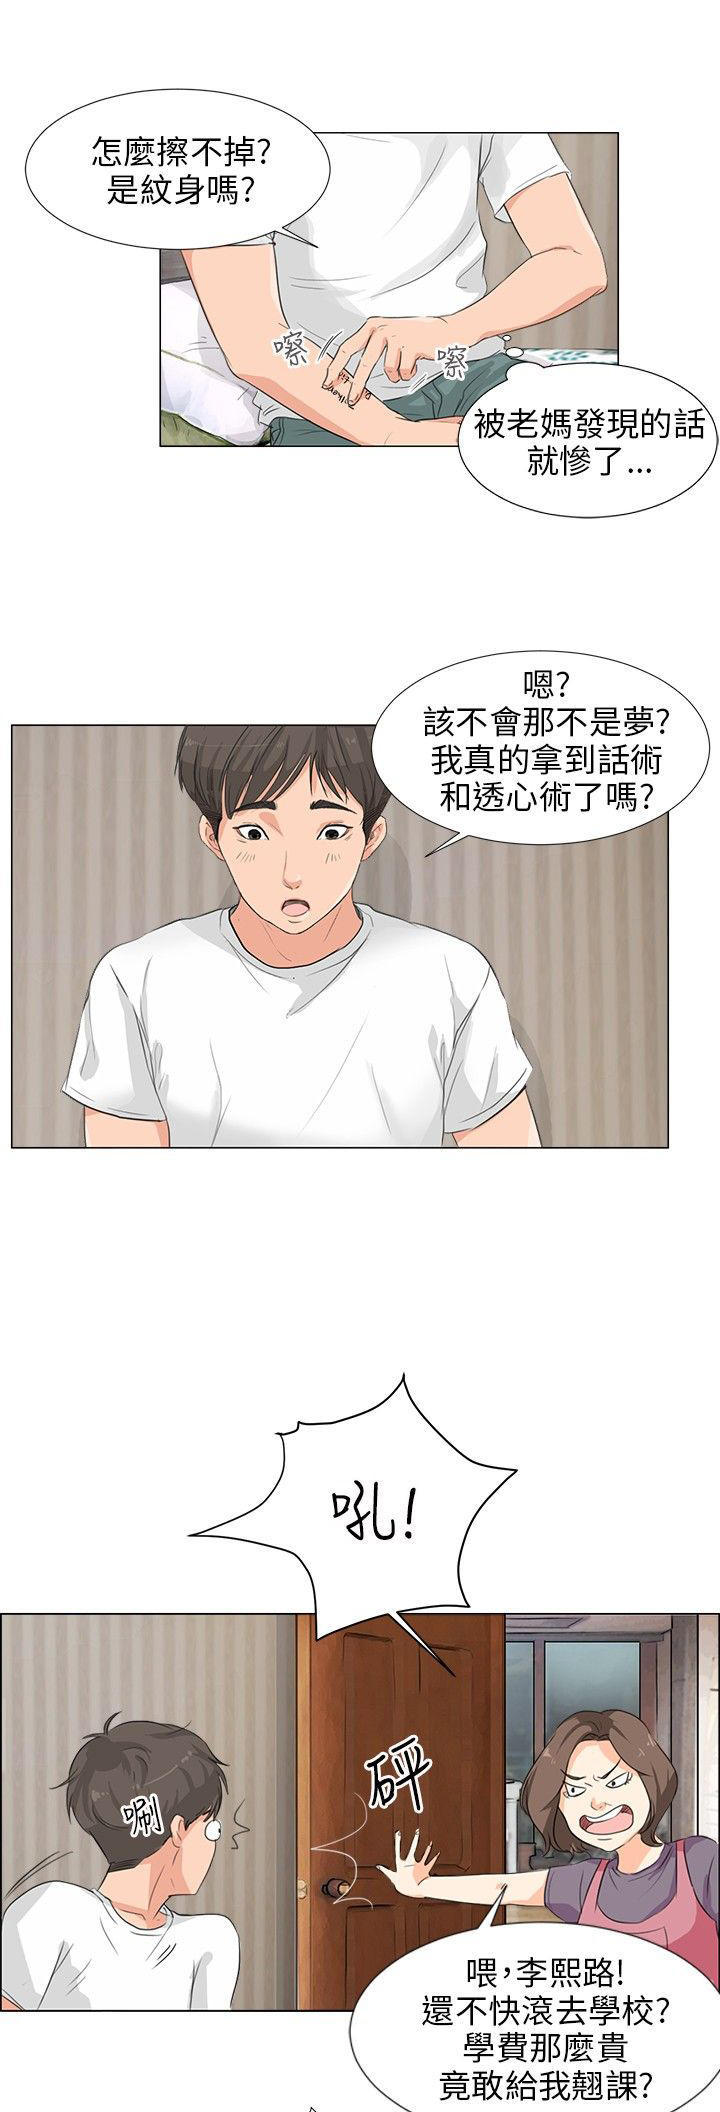 怎麼擦不掉?
是紋身嗎?
嚓
嚓
被老媽發現的話
就慘了...
嗯?
該不會那不是夢?
我真的拿到話術
和透心術了嗎?
吼!
砰
唰
喂,李熙路!
還不快滾去學校?
學費那麼貴
竟敢給我翹課?